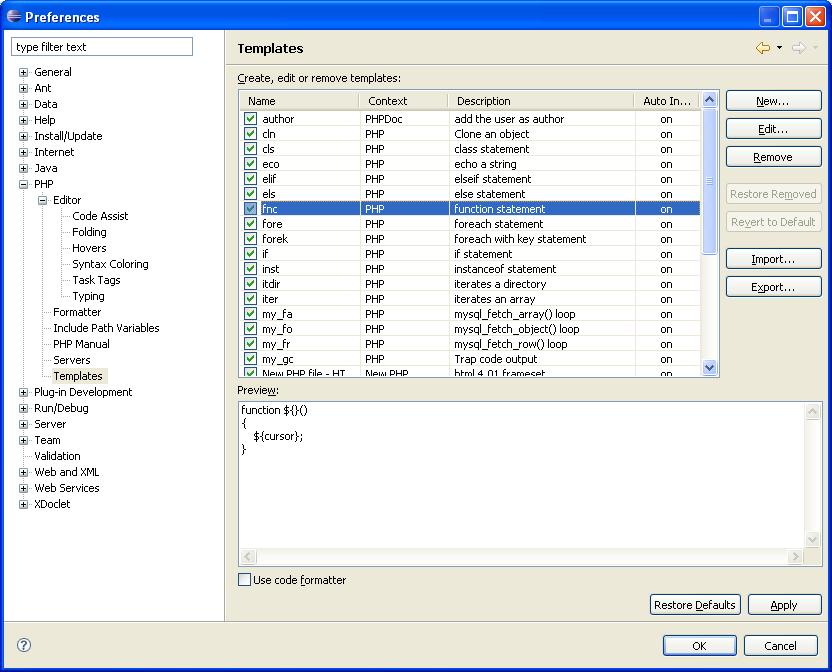 Preferences
type filter text
General
Ant
Data
Help
Install/Update
Internet
Java
PHP
Editor
Code Assist
Folding
Hovers
Syntax Coloring
Task Tags
Typing
Formatter
Include Path Variables
PHP Manual
Servers
Templates
Plug-in Development
Run/Debug
Server
Team
Validation
Web and XML
Web Services
XDoclet
Templates
Create, edit or remove templates:
Name Context Description Auto In...
author PHPDoc add the user as author on
cln PHP Clone an object on
cls PHP class statement on
eco PHP echo a string on
elif PHP elseif statement on
els PHP else statement on
fnc PHP function statement on
fore PHP foreach statement on
forek PHP foreach with key statement on
if PHP if statement on
inst PHP instanceof statement on
itdir PHP iterates a directory on
iter PHP iterates an array on
my_fa PHP mysql_fetch_array() loop on
my_fo PHP mysql_fetch_object() loop on
my_fr PHP mysql_fetch_row() loop on
my_gc PHP Trap code output on
New PHP file - HT... New PHP html 4.01 frameset on
New...
Edit...
Remove
Restore Removed
Revert to Default
Import...
Export...
Preview:
function ${}()
{
${cursor};
}
Use code formatter
Restore Defaults
Apply
OK
Cancel